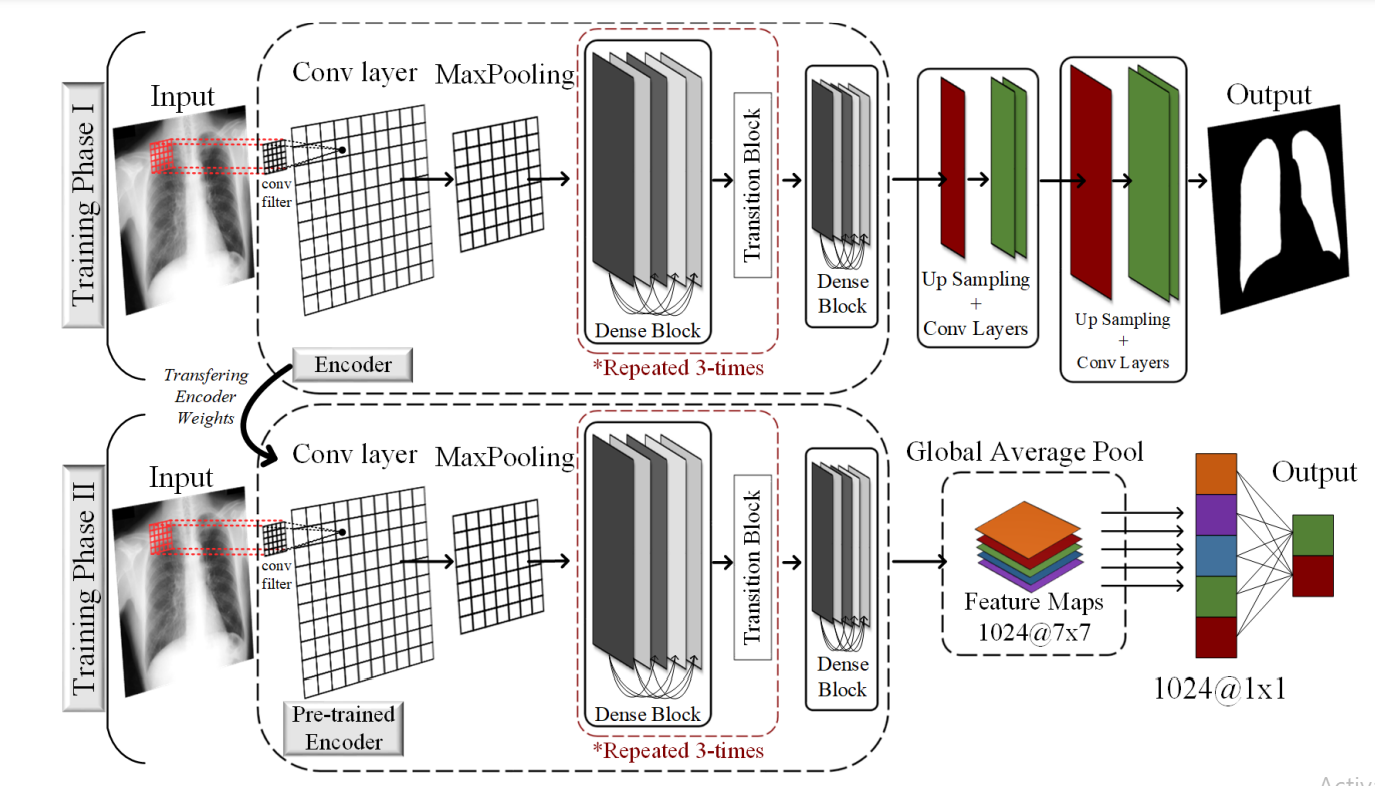 Training Phase I
Input
Conv layer
MaxPooling
conv
filter
Dense Block
Transition Block
*Repeated 3-times
Dense
Block
Up Sampling
+
Conv Layers
Up Sampling
+
Conv Layers
Output
Encoder
Transfering
Encoder
Weights
Training Phase II
Input
Conv layer
MaxPooling
conv
filter
Dense Block
Transition Block
*Repeated 3-times
Dense
Block
Pre-trained
Encoder
Global Average Pool
Feature Maps
1024@7x7
1024@1x1
Output